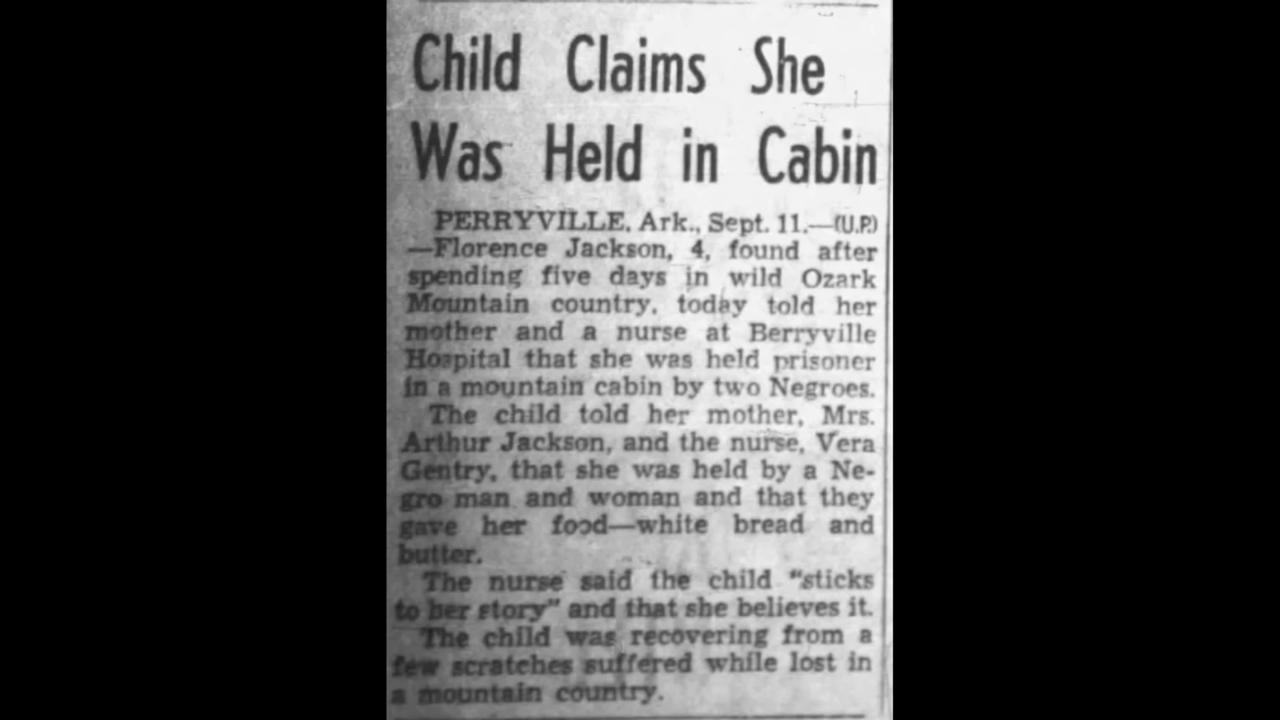 Child Claims She
Was Held in Cabin
PERRYVILLE, Ark., Sept. 11.—(U.P.)
—Florence Jackson, 4, found after
spending five days in wild Ozark
Mountain country, today told her
mother and a nurse at Berryville
Hospital that she was held prisoner
in a mountain cabin by two Negroes.
The child told her mother, Mrs.
Arthur Jackson, and the nurse, Vera
Gentry, that she was held by a Ne-
gro man and woman and that they
gave her food—white bread and
butter.
The nurse said the child "sticks
to her story" and that she believes it.
The child was recovering from a
few scratches suffered while lost in
a mountain country.